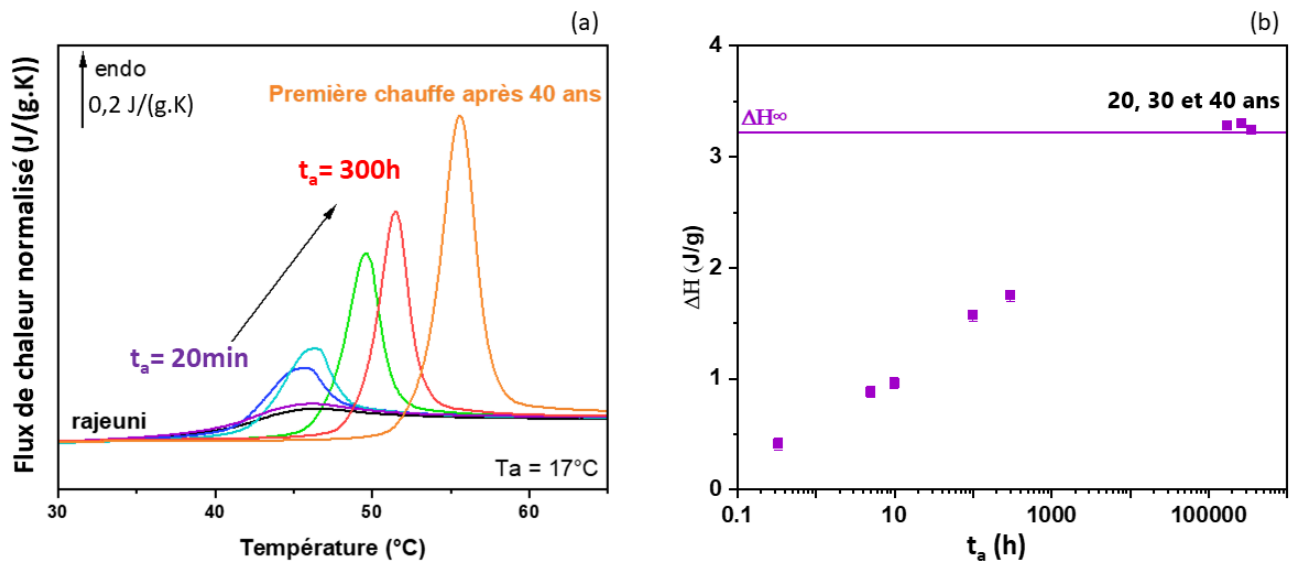 (a)
endo
0,2 J/(g.K)
Première chauffe après 40 ans
ta= 300h
ta= 20min
rajeuni
Ta = 17°C
Flux de chaleur normalisé (J/(g.K))
30
40
50
60
Température (°C)
(b)
4
3
2
1
0
ΔH (J/g)
ΔH∞
20, 30 et 40 ans
0.1
10
1000
100000
ta (h)